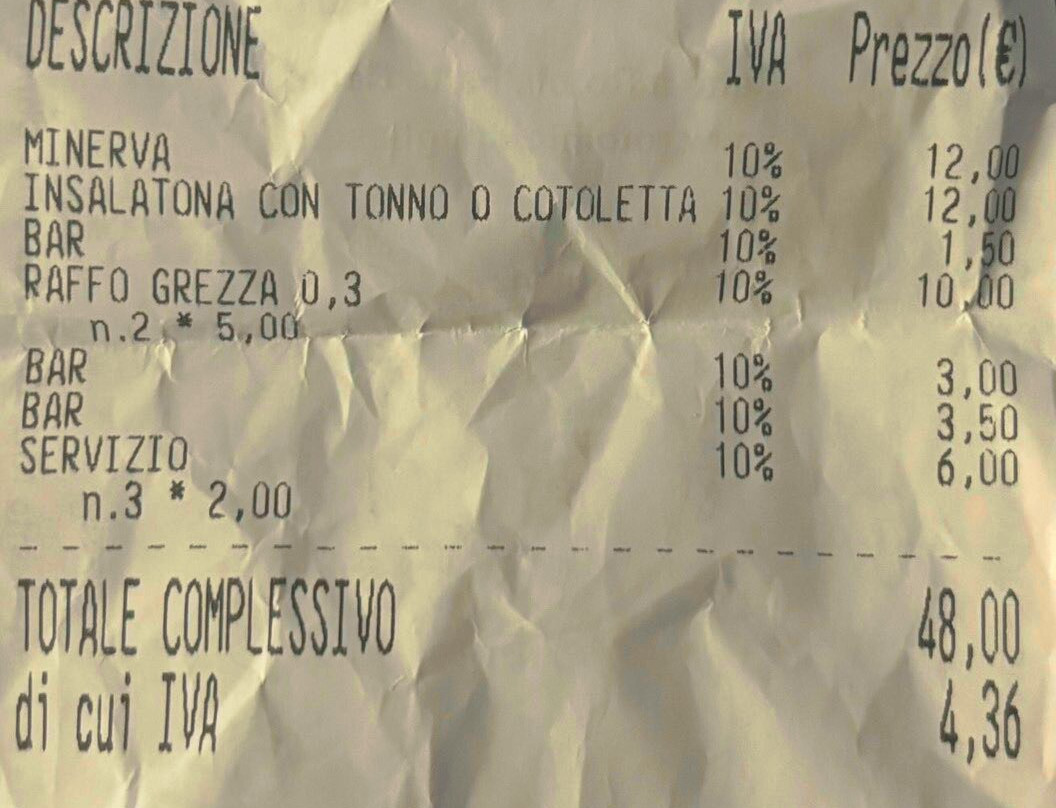 DESCRIZIONE IVA Prezzo(€)
MINERVA 10% 12,00
INSALATONA CON TONNO O COTOLETTA 10% 12,00
BAR 10% 1,50
RAFFO GREZZA 0,3 10% 10,00
n.2 * 5,00
BAR 10% 3,00
BAR 10% 3,50
SERVIZIO 10% 6,00
n.3 * 2,00
TOTALE COMPLESSIVO 48,00
di cui IVA 4,36